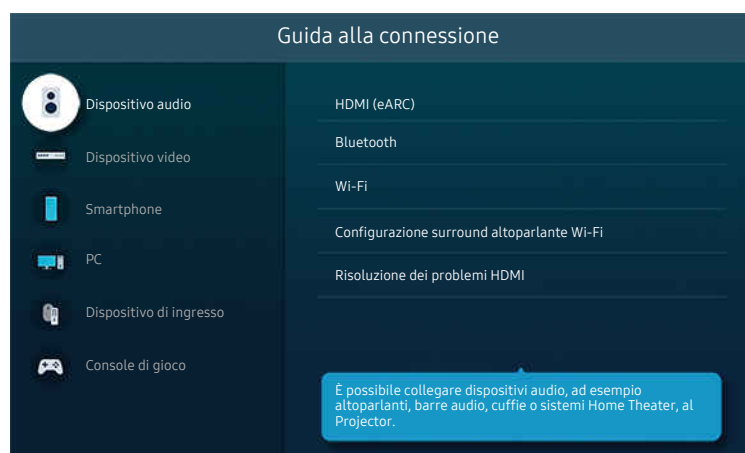 Guida alla connessione
Dispositivo audio
Dispositivo video
Smartphone
PC
Dispositivo di ingresso
Console di gioco
HDMI (eARC)
Bluetooth
Wi-Fi
Configurazione surround altoparlante Wi-Fi
Risoluzione dei problemi HDMI
È possibile collegare dispositivi audio, ad esempio
altoparlanti, barre audio, cuffie o sistemi Home Theater, al
Projector.